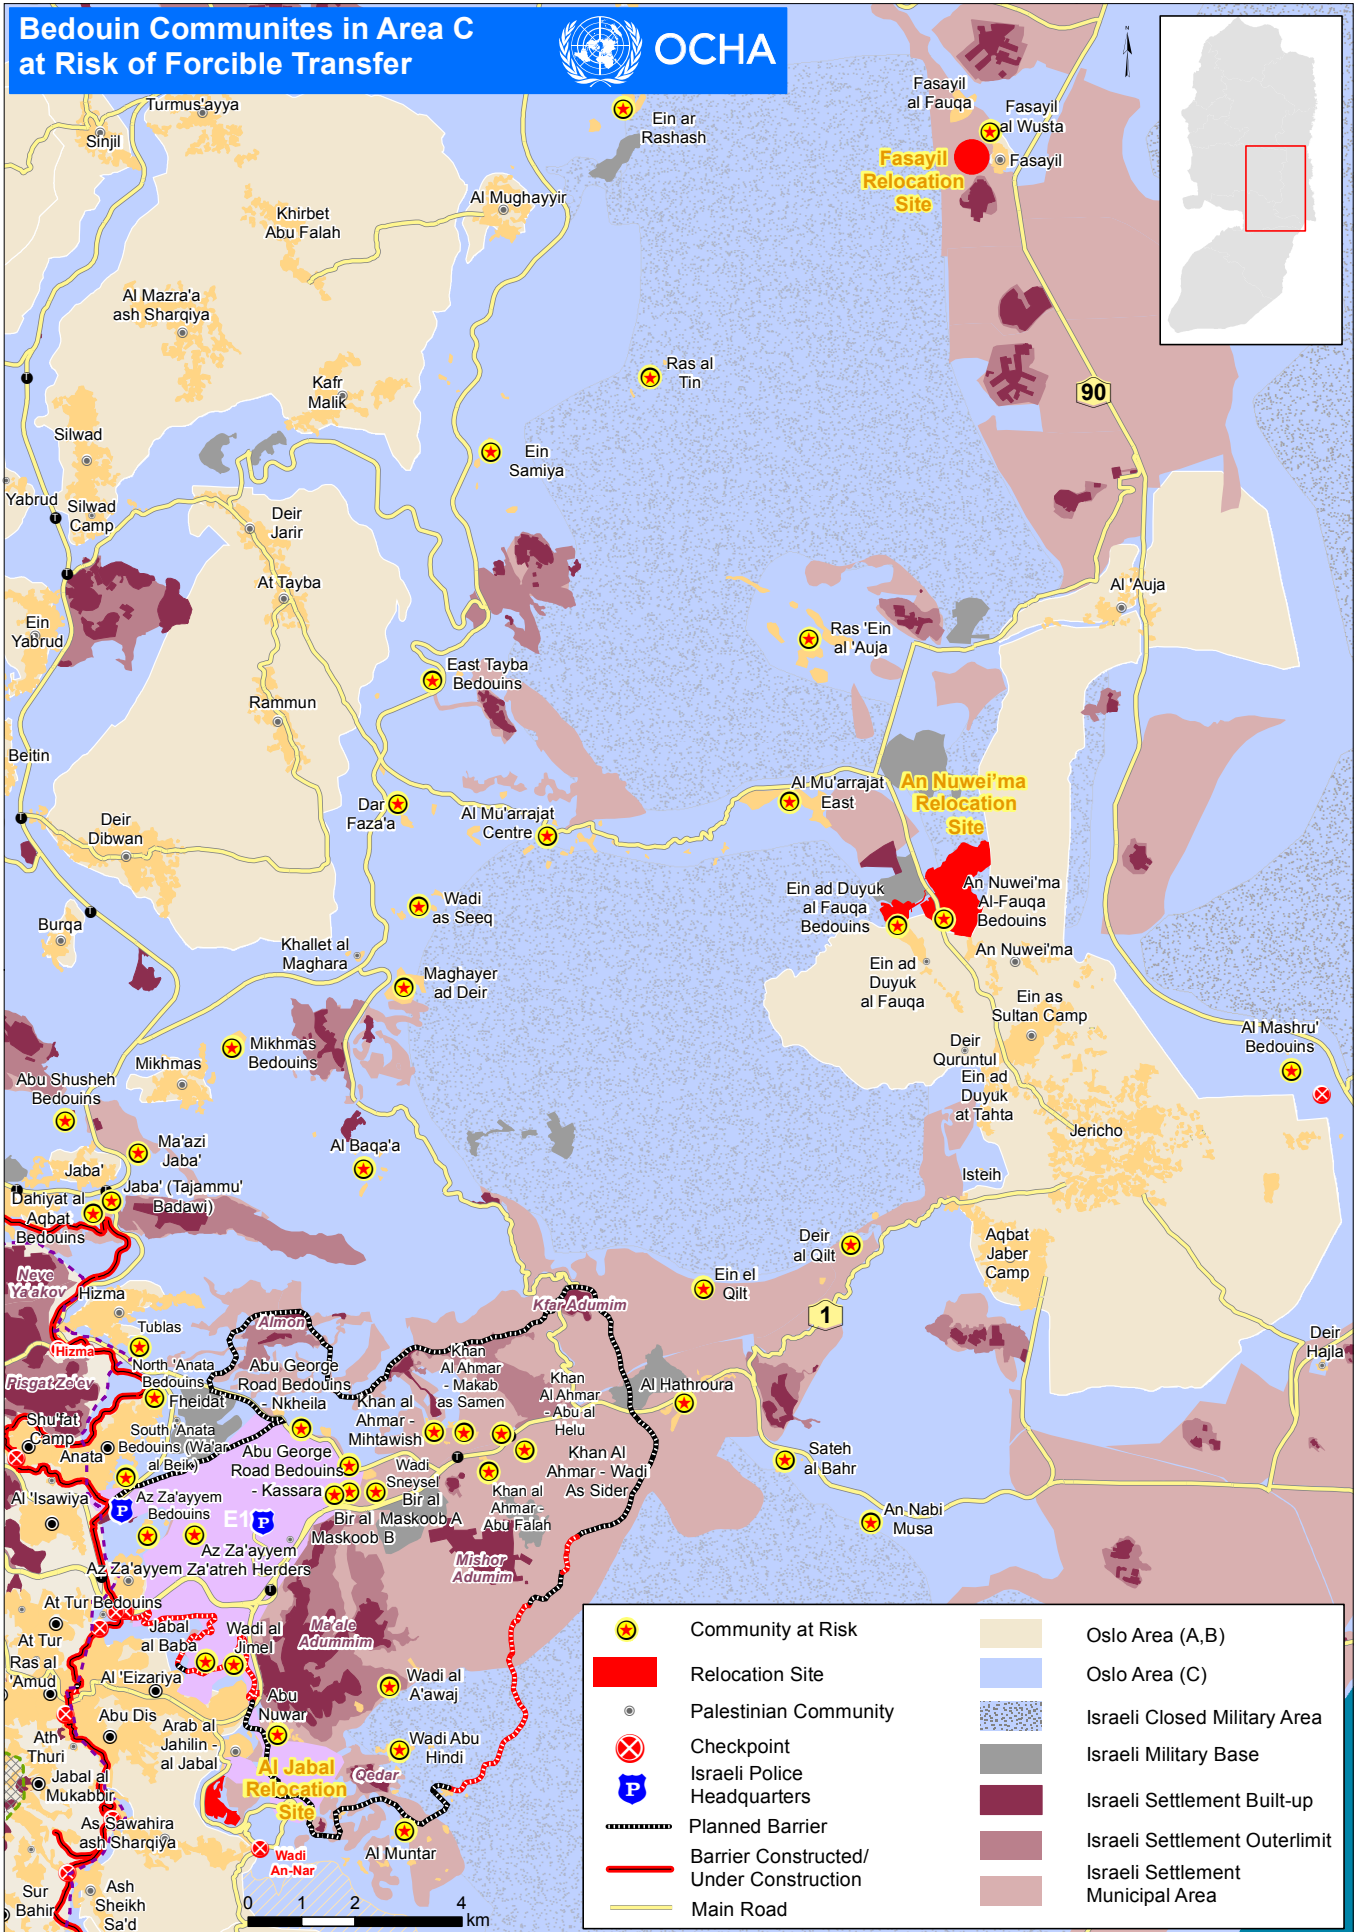 Bedouin Communites in Area C
at Risk of Forcible Transfer
OCHA
N
Turmus'ayya
Sinjil
Ein ar
Rashash
Fasayil
al Fauqa
Fasayil
al Wusta
Fasayil
Fasayil
Relocation
Site
Al Mughayyir
Khirbet
Abu Falah
Al Mazra'a
ash Sharqiya
Kafr
Malik
Ras al
Tin
90
Silwad
Ein
Samiya
Yabrud
Silwad
Camp
Deir
Jarir
At Tayba
Al 'Auja
Ein
Yabrud
Ras 'Ein
al 'Auja
East Tayba
Bedouins
Rammun
Beitin
Al Mu'arrajat
East
An Nuwei'ma
Relocation
Site
Dar
Faza'a
Al Mu'arrajat
Centre
Deir
Dibwan
Ein ad Duyuk
al Fauqa
Bedouins
An Nuwei'ma
Al-Fauqa
Bedouins
Wadi
as Seeq
Burqa
Khallet al
Maghara
An Nuwei'ma
Ein ad
Duyuk
al Fauqa
Maghayer
ad Deir
Ein as
Sultan Camp
Al Mashru'
Bedouins
Mikhmas
Bedouins
Mikhmas
Deir
Quruntul
Ein ad
Duyuk
at Tahta
Abu Shusheh
Bedouins
Jericho
Ma'azi
Jaba'
Al Baqa'a
Jaba'
Isteih
Jaba' (Tajammu'
Badawi)
Dahiyat al
Aqbat
Bedouins
Deir
al Qilt
Aqbat
Jaber
Camp
Neve
Ya'akov
Ein el
Qilt
Hizma
Kfar Adumim
1
Almon
Tublas
Deir
Hajla
Hizma
North 'Anata
Bedouins
Abu George
Road Bedouins
- Nkheila
Khan
Al Ahmar
- Makab
as Samen
Khan
Al Ahmar
- Abu al
Helu
Al Hathroura
Pisgat Ze'ev
Fheidat
Khan al
Ahmar -
Mihtawish
Shu'fat
Camp
South 'Anata
Bedouins (Wa'ar
al Beik)
Anata
Abu George
Road Bedouins
- Kassara
Khan Al
Ahmar - Wadi
As Sider
Sateh
al Bahr
Wadi
Sneysel
Al 'Isawiya
Az Za'ayyem
Bedouins
Bir al
Maskoob A
Khan al
Ahmar -
Abu Falah
E1
Bir al
Maskoob B
An Nabi
Musa
Az Za'ayyem
Za'atreh Herders
Az Za'ayyem
Mishor
Adumim
At Tur Bedouins
At Tur
Jabal
al Baba
Wadi al
Jimel
Ma'ale
Adummim
Ras al
'Amud
Al 'Eizariya
Wadi al
A'awaj
Abu Dis
Abu
Nuwar
Arab al
Jahilin -
al Jabal
Wadi Abu
Hindi
Ath
Thuri
Al Jabal
Relocation
Site
Qedar
Jabal al
Mukabbir
As Sawahira
ash Sharqiya
Al Muntar
Wadi
An-Nar
Ash
Sheikh
Sa'd
Sur
Bahir
0 1 2 4
km
Community at Risk
Relocation Site
Palestinian Community
Checkpoint
Israeli Police
Headquarters
Planned Barrier
Barrier Constructed/
Under Construction
Main Road
Oslo Area (A,B)
Oslo Area (C)
Israeli Closed Military Area
Israeli Military Base
Israeli Settlement Built-up
Israeli Settlement Outerlimit
Israeli Settlement
Municipal Area